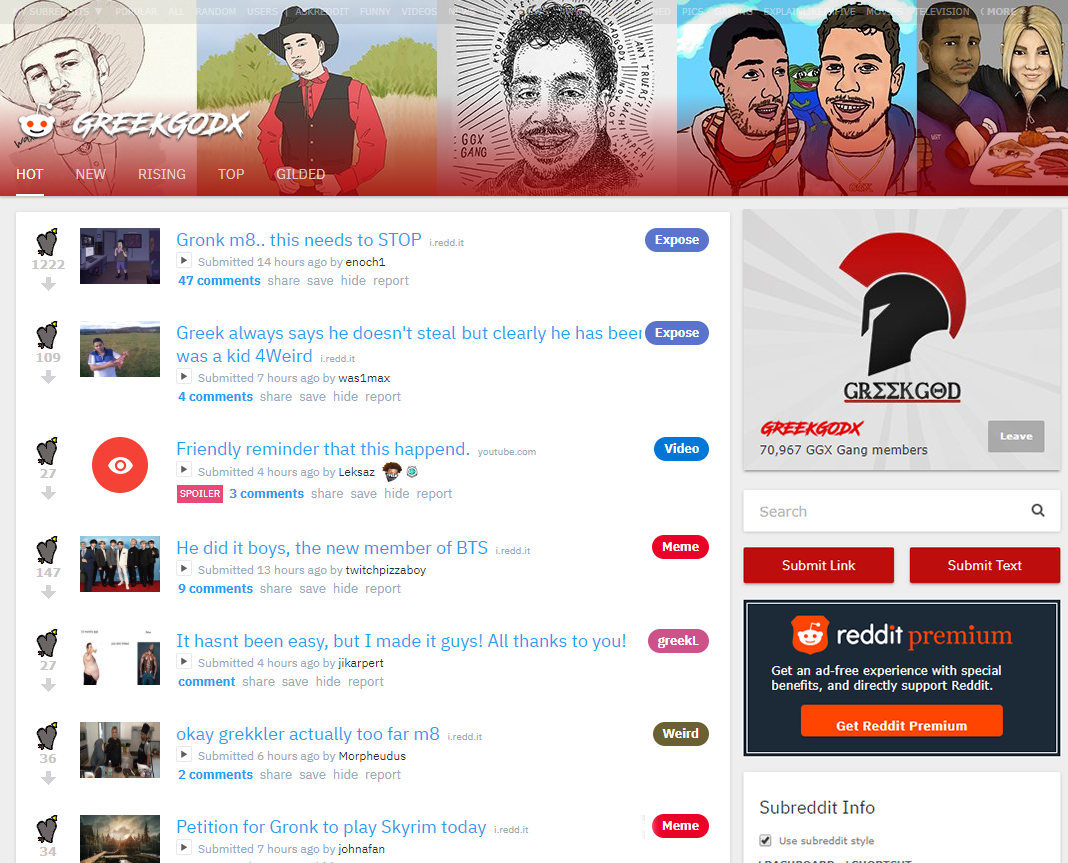 MY SUBREDDITS ▼ POPULAR ALL RANDOM USERS | ASKREDDIT FUNNY VIDEOS
PICS GAMING EXPLAINLIKEIMFIVE MOVIES TELEVISION ( MORE )
GGX GANG
GREEKGODX
HOT NEW RISING TOP GILDED
1222
Gronk m8.. this needs to STOP i.redd.it
Expose
Submitted 14 hours ago by enoch1
47 comments share save hide report
109
Greek always says he doesn't steal but clearly he has been
was a kid 4Weird i.redd.it
Expose
Submitted 7 hours ago by was1max
4 comments share save hide report
27
Friendly reminder that this happend. youtube.com
Video
Submitted 4 hours ago by Leksaz
SPOILER 3 comments share save hide report
147
He did it boys, the new member of BTS i.redd.it
Meme
Submitted 13 hours ago by twitchpizzaboy
9 comments share save hide report
27
It hasnt been easy, but I made it guys! All thanks to you!
greekL
Submitted 4 hours ago by jikarpert
comment share save hide report
36
okay grekkler actually too far m8 i.redd.it
Weird
Submitted 6 hours ago by Morpheudus
2 comments share save hide report
34
Petition for Gronk to play Skyrim today i.redd.it
Meme
Submitted 7 hours ago by johnafan
GRΣΣKGOD
GREEKGODX
70,967 GGX Gang members
Leave
Search
Submit Link
Submit Text
reddit premium
Get an ad-free experience with special
benefits, and directly support Reddit.
Get Reddit Premium
Subreddit Info
Use subreddit style